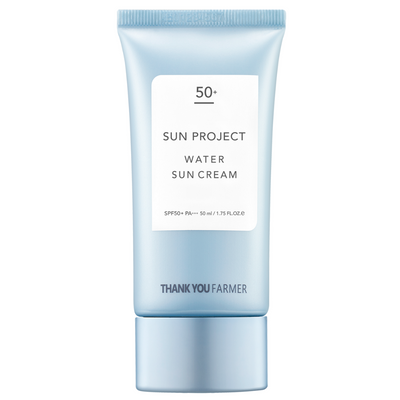 50+
SUN PROJECT
WATER
SUN CREAM
SPF50+ PA+++ 50 ml / 1.75 FL.OZ.℮
THANK YOU FARMER